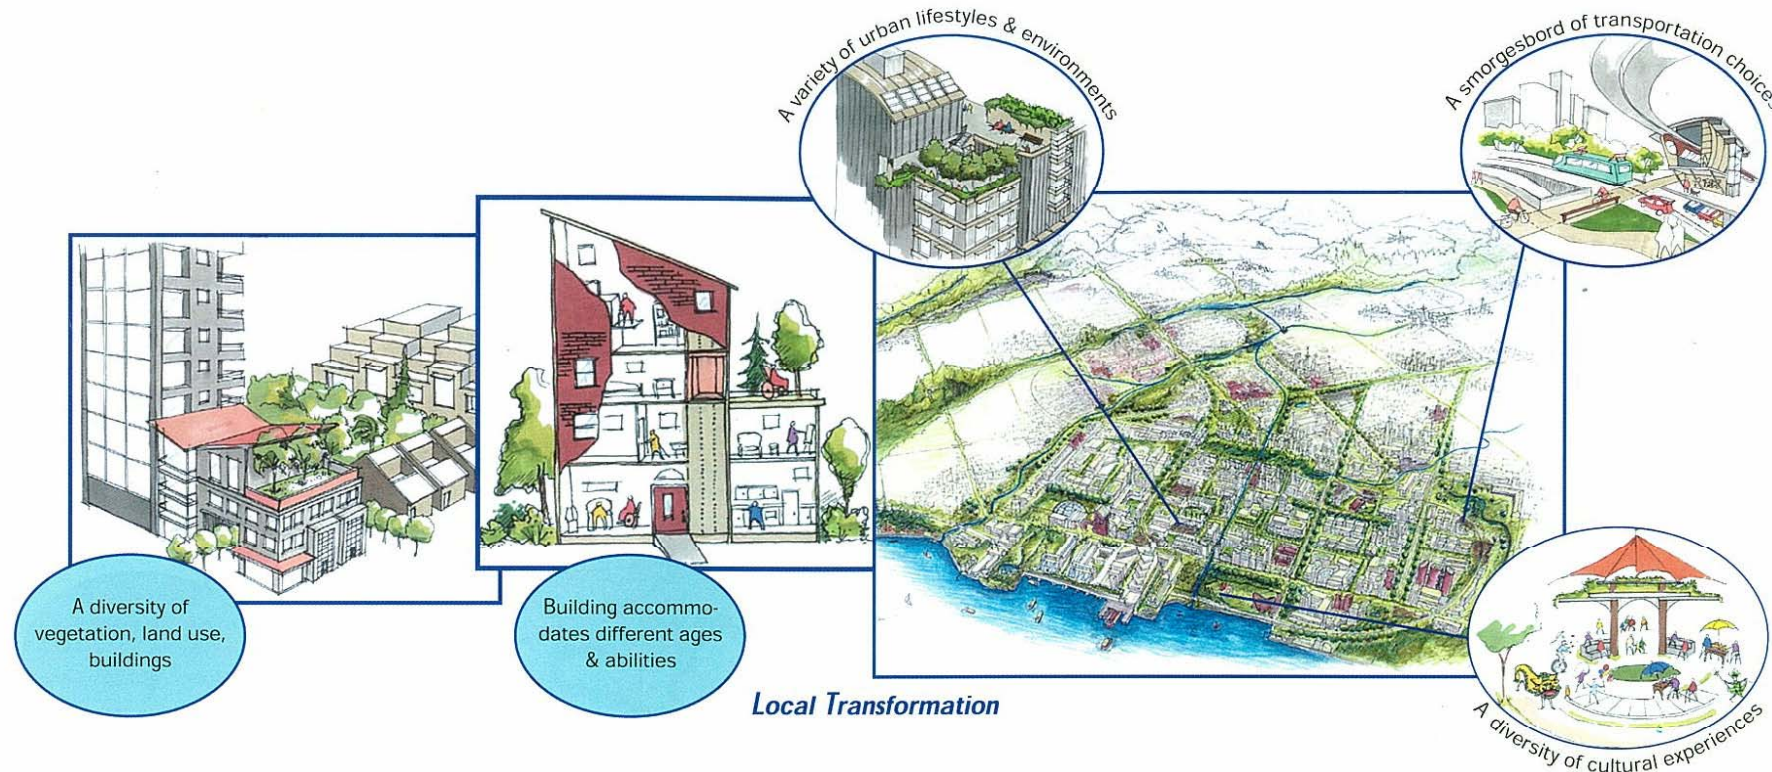 A variety of urban lifestyles & environments
A smorgesbord of transportation choices
A diversity of
vegetation, land use,
buildings
Building accommo-
dates different ages
& abilities
Local Transformation
A diversity of cultural experiences